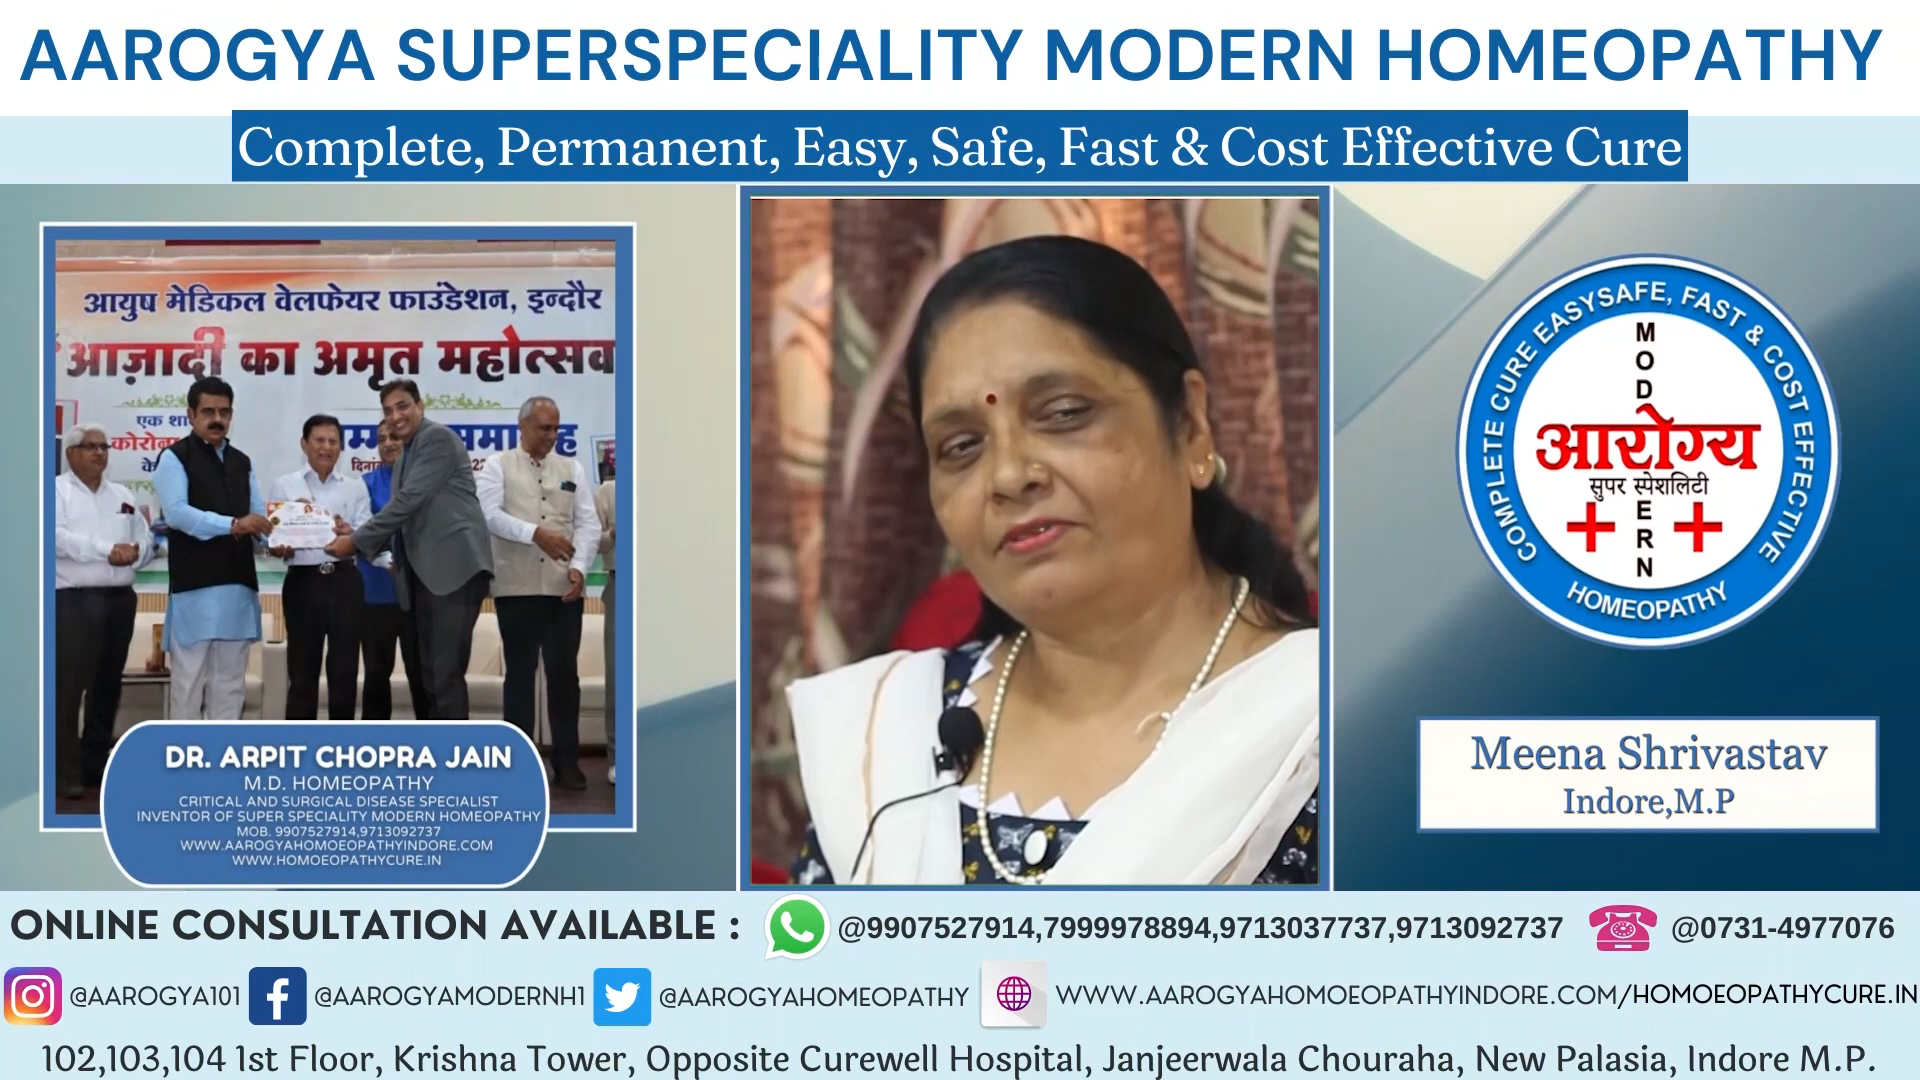 AAROGYA SUPERSPECIALITY MODERN HOMEOPATHY
Complete, Permanent, Easy, Safe, Fast & Cost Effective Cure
आयुष मेडिकल वेलफेयर फाउंडेशन, इन्दौर
आज़ादी का अमृत महोत्सव
एक
कोरोना
DR. ARPIT CHOPRA JAIN
M.D. HOMEOPATHY
CRITICAL AND SURGICAL DISEASE SPECIALIST
INVENTOR OF SUPER SPECIALITY MODERN HOMEOPATHY
MOB. 9907527914,9713092737
WWW.AAROGYAHOMOEOPATHYINDORE.COM
WWW.HOMOEOPATHYCURE.IN
COMPLETE CURE EASYSAFE, FAST & COST EFFECTIVE
MODERN
आरोग्य
सुपर स्पेशलिटी
HOMEOPATHY
Meena Shrivastav
Indore,M.P
ONLINE CONSULTATION AVAILABLE : @9907527914,7999978894,9713037737,9713092737 @0731-4977076
@AAROGYA101 @AAROGYAMODERNH1 @AAROGYAHOMEOPATHY WWW.AAROGYAHOMOEOPATHYINDORE.COM/HOMOEOPATHYCURE.IN
102,103,104 1st Floor, Krishna Tower, Opposite Curewell Hospital, Janjeerwala Chouraha, New Palasia, Indore M.P.